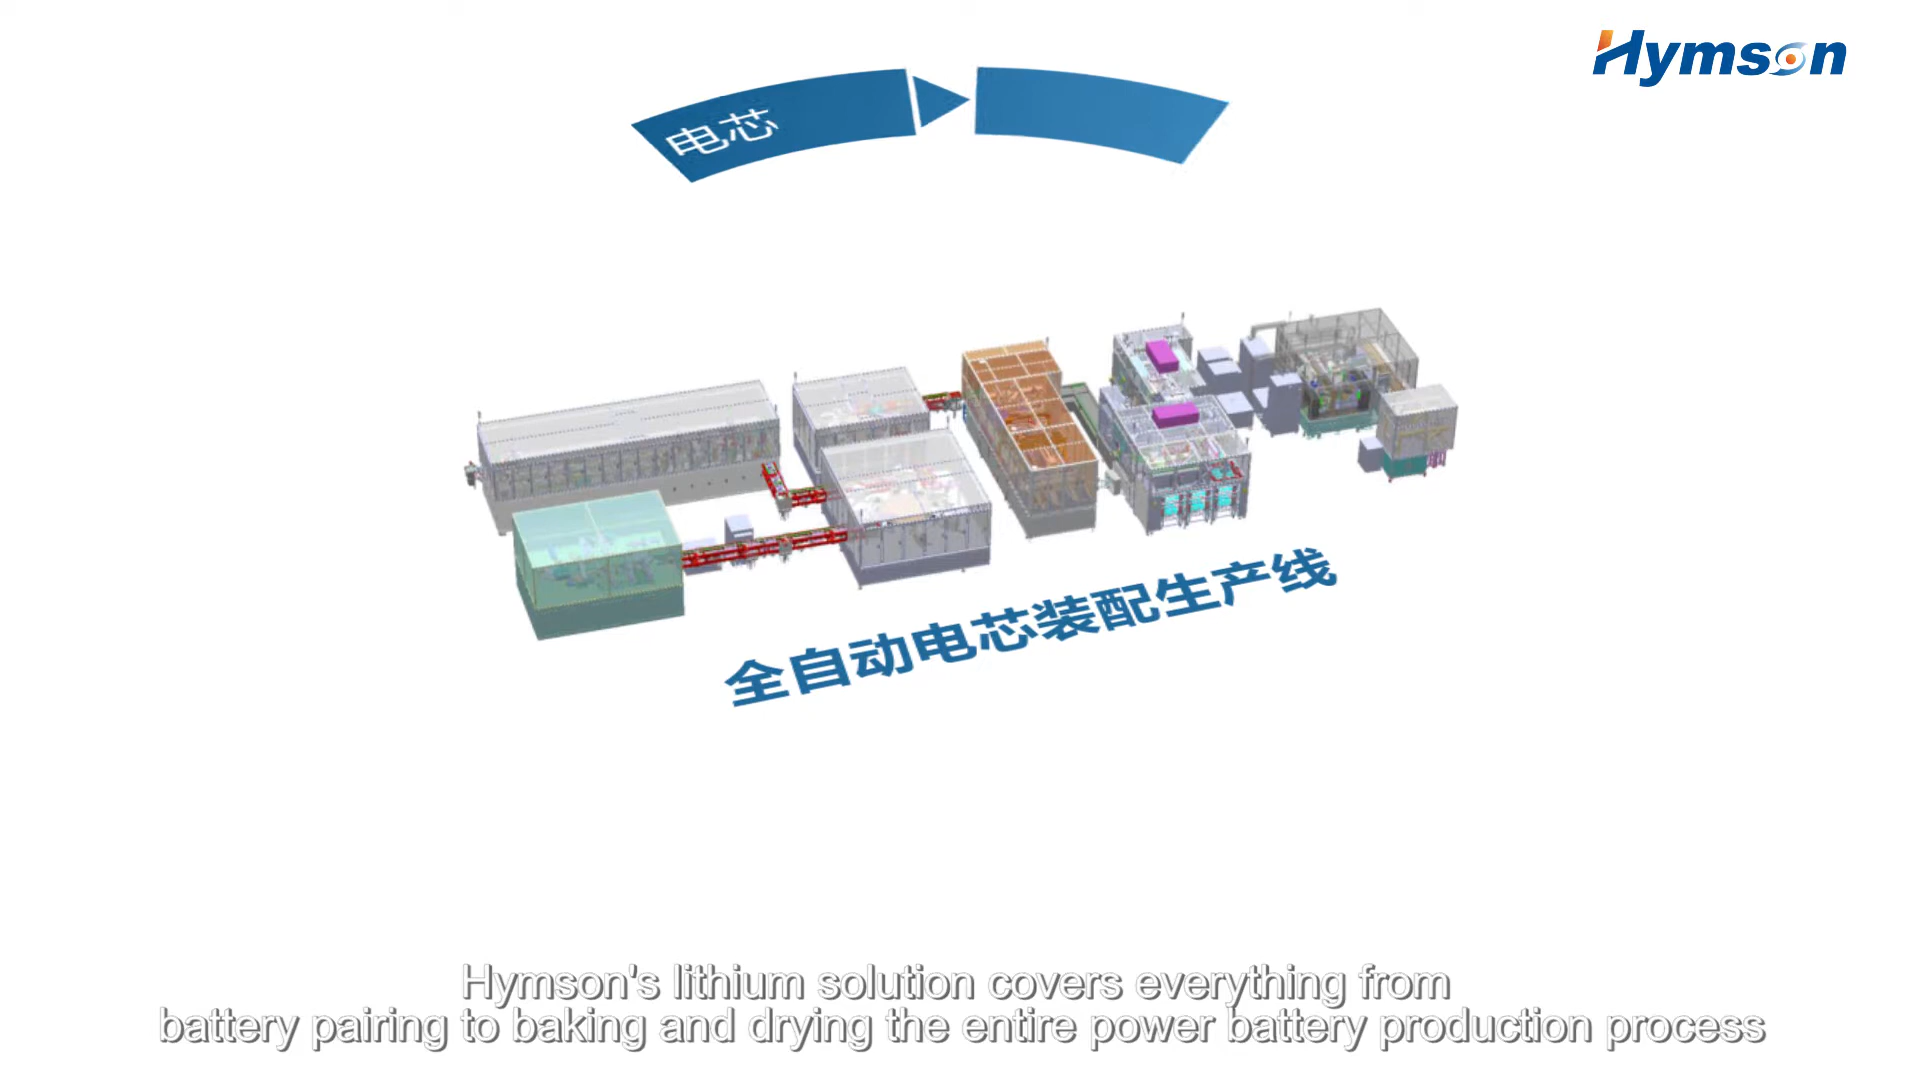 Hymson
电芯
全自动电芯装配生产线
Hymson's lithium solution covers everything from
battery pairing to baking and drying the entire power battery production process